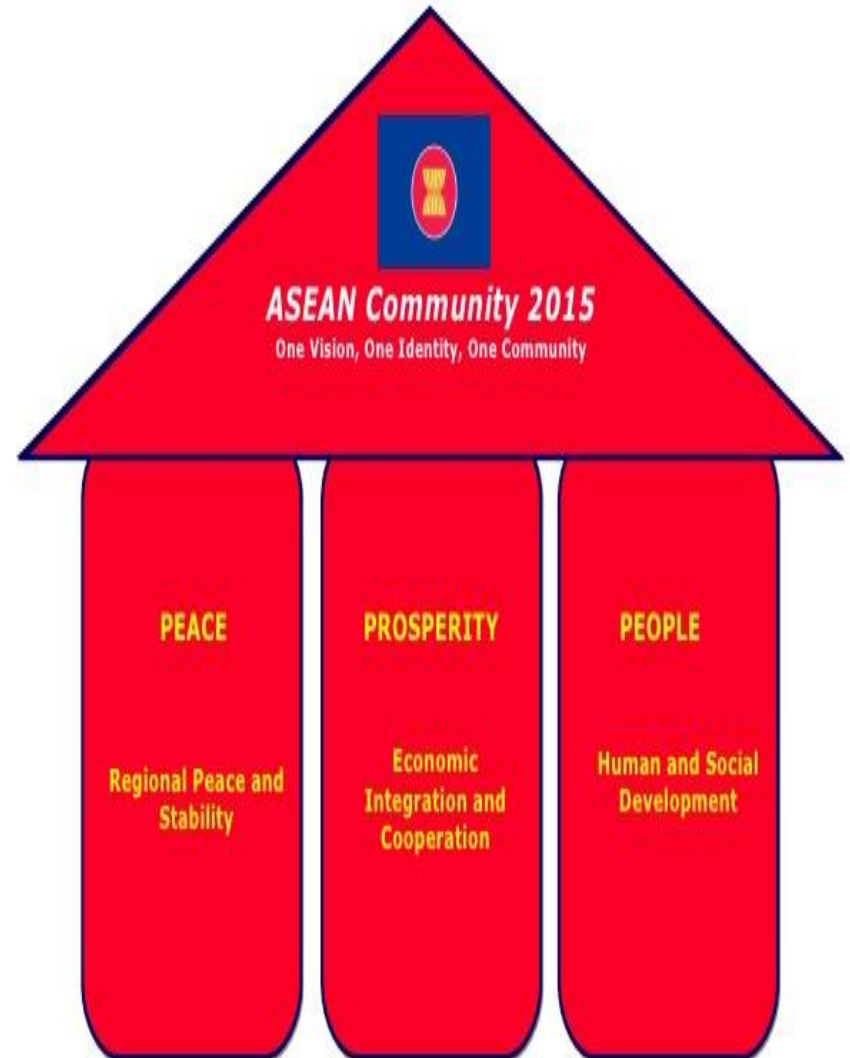 ASEAN Community 2015
One Vision, One Identity, One Community
PEACE
Regional Peace and
Stability
PROSPERITY
Economic
Integration and
Cooperation
PEOPLE
Human and Social
Development